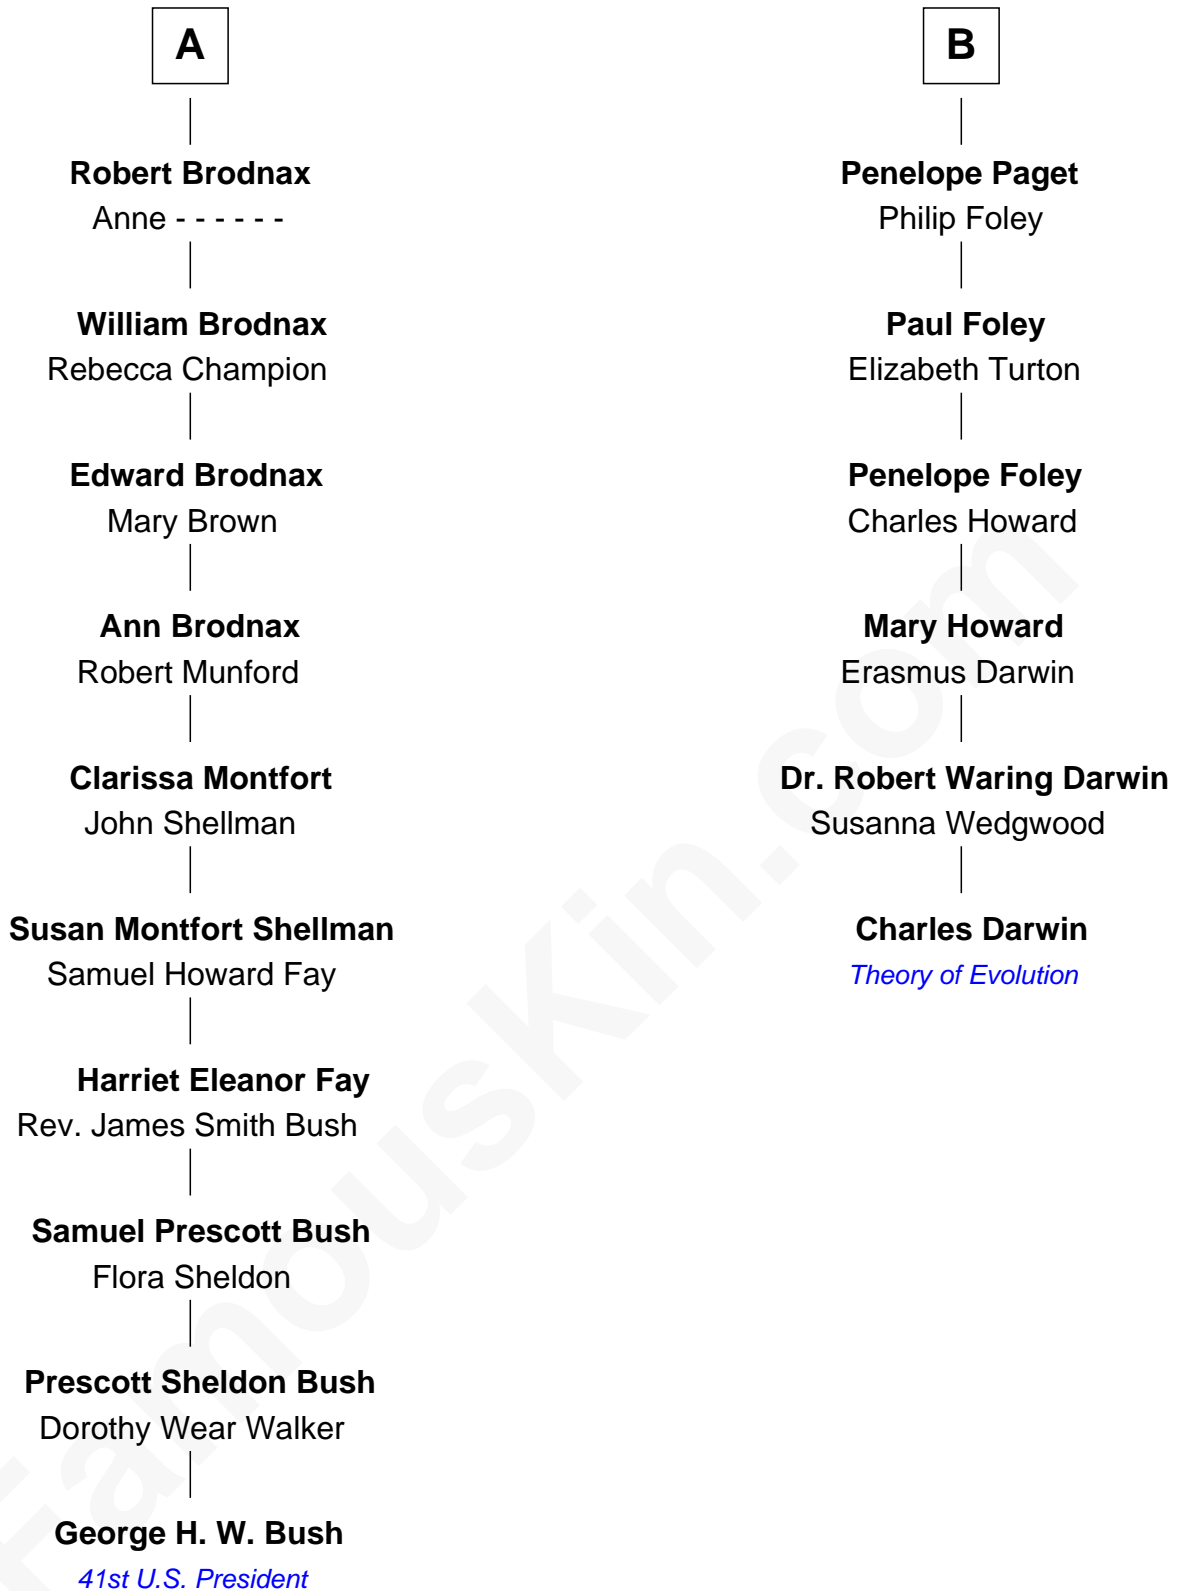 A
Robert Brodnax
Anne - - - - - -
William Brodnax
Rebecca Champion
Edward Brodnax
Mary Brown
Ann Brodnax
Robert Munford
Clarissa Montfort
John Shellman
Susan Montfort Shellman
Samuel Howard Fay
Harriet Eleanor Fay
Rev. James Smith Bush
Samuel Prescott Bush
Flora Sheldon
Prescott Sheldon Bush
Dorothy Wear Walker
George H. W. Bush
41st U.S. President
B
Penelope Paget
Philip Foley
Paul Foley
Elizabeth Turton
Penelope Foley
Charles Howard
Mary Howard
Erasmus Darwin
Dr. Robert Waring Darwin
Susanna Wedgwood
Charles Darwin
Theory of Evolution
FamousKin.com